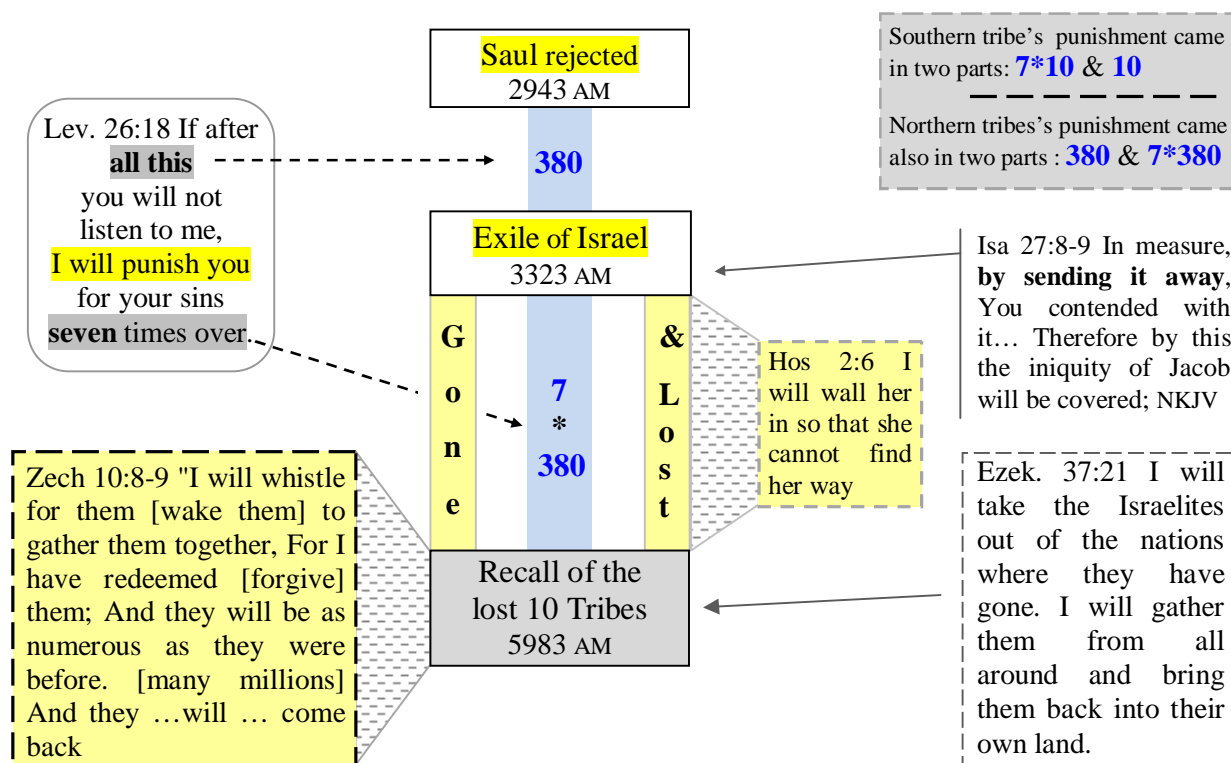 Saul rejected
2943 AM
Southern tribe's punishment came
in two parts: 7*10 & 10
Northern tribes's punishment came
also in two parts : 380 & 7*380
Lev. 26:18 If after
all this
you will not
listen to me,
I will punish you
for your sins
seven times over.
380
Exile of Israel
3323 AM
Isa 27:8-9 In measure,
by sending it away,
You contended with
it… Therefore by this
the iniquity of Jacob
will be covered; NKJV
G
o
n
e
7
*
380
&
L
o
s
t
Hos 2:6 I
will wall her
in so that she
cannot find
her way
Zech 10:8-9 "I will whistle
for them [wake them] to
gather them together, For I
have redeemed [forgive]
them; And they will be as
numerous as they were
before. [many millions]
And they …will … come
back
Recall of the
lost 10 Tribes
5983 AM
Ezek. 37:21 I will
take the Israelites
out of the nations
where they have
gone. I will gather
them from all
around and bring
them back into their
own land.